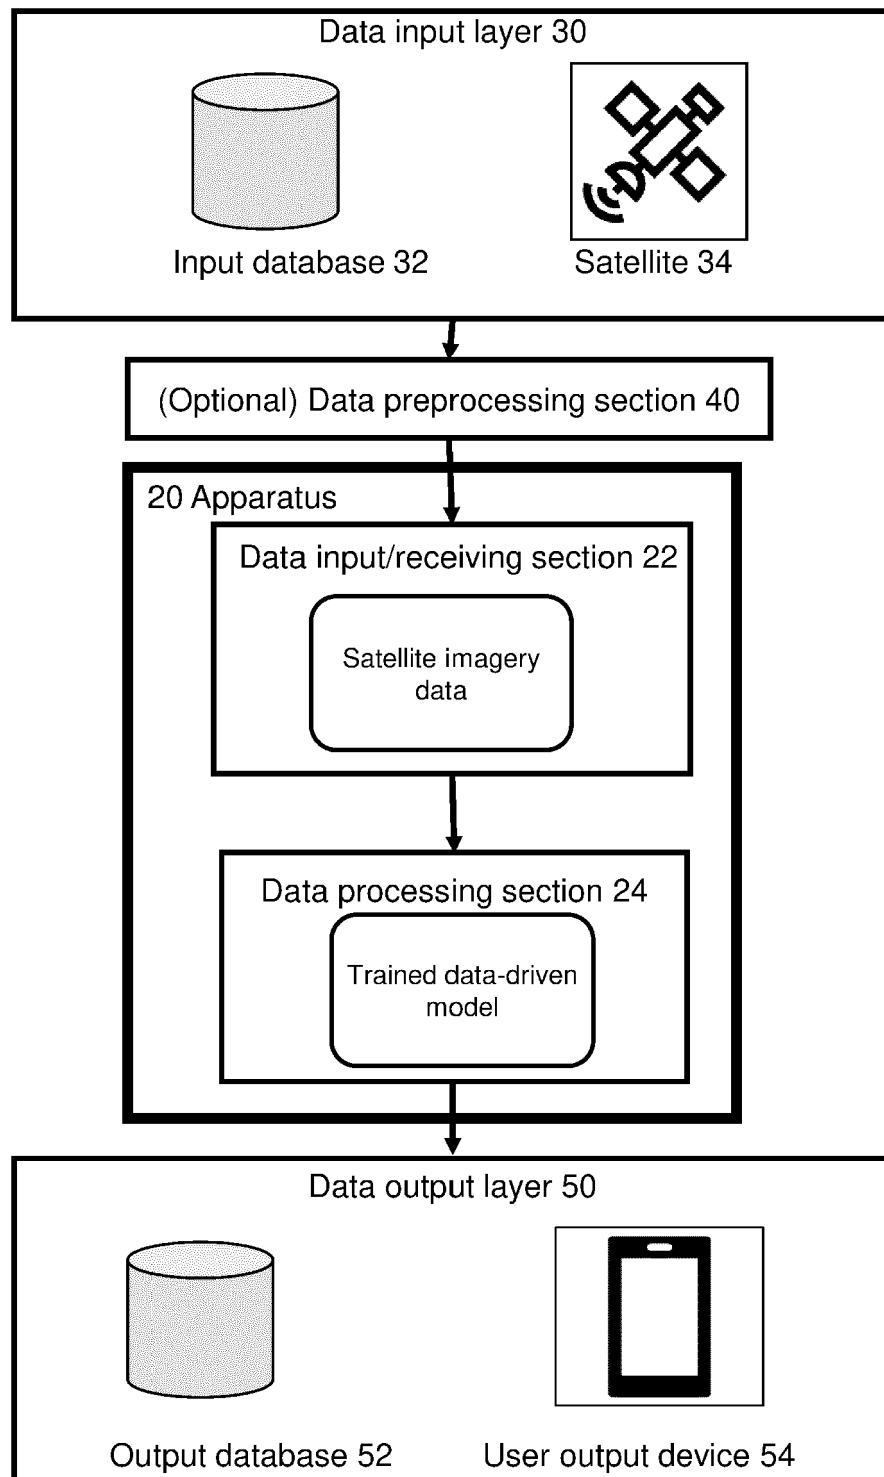 Data input layer 30
Input database 32
Satellite 34
(Optional) Data preprocessing section 40
20 Apparatus
Data input/receiving section 22
Satellite imagery
data
Data processing section 24
Trained data-driven
model
Data output layer 50
Output database 52
User output device 54